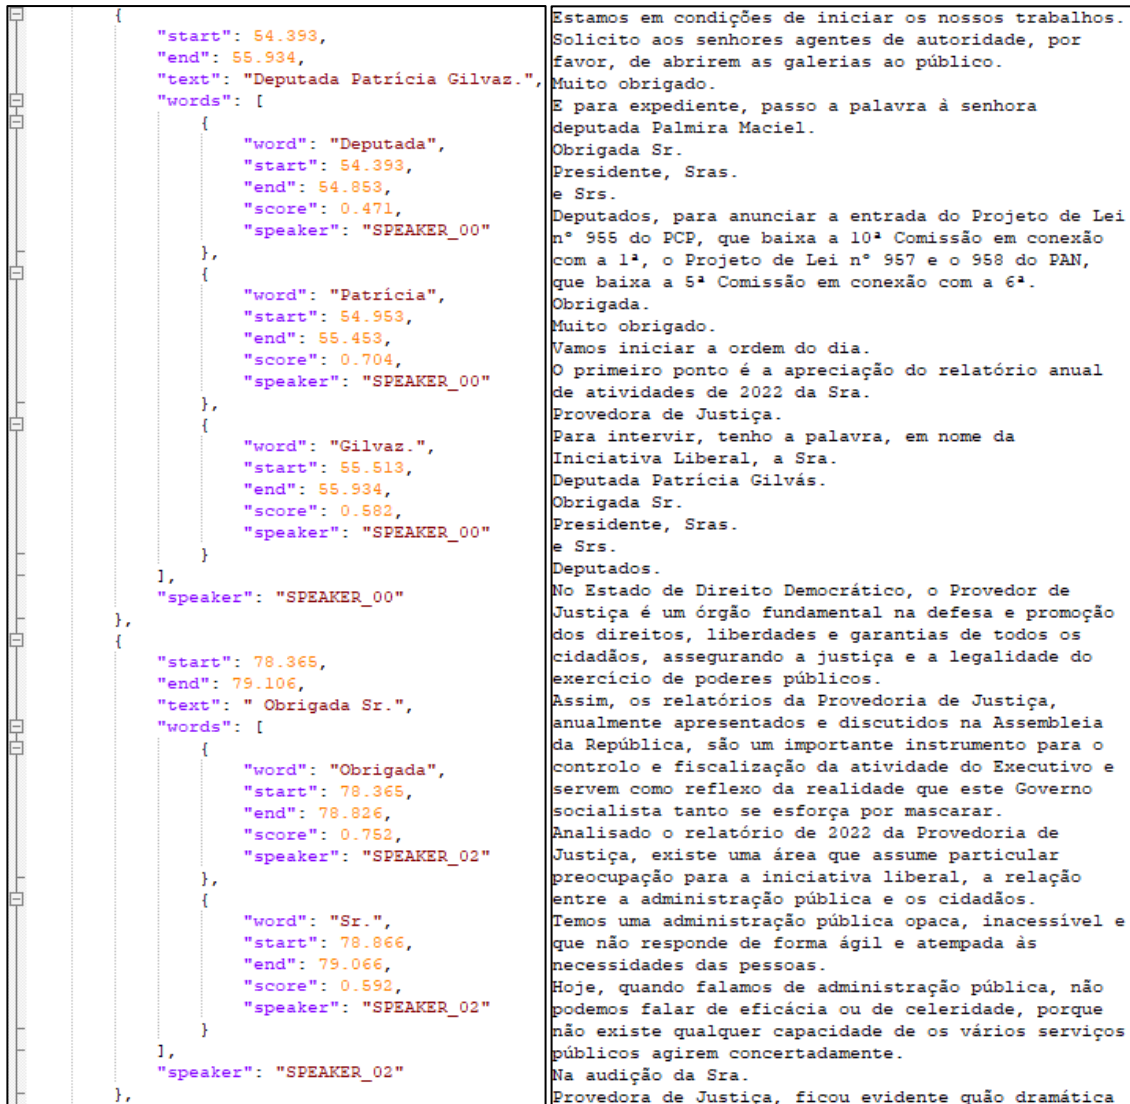 {
"start": 54.393,
"end": 55.934,
"text": "Deputada Patrícia Gilvaz.",
"words": [
{
"word": "Deputada",
"start": 54.393,
"end": 54.853,
"score": 0.471,
"speaker": "SPEAKER_00"
},
{
"word": "Patrícia",
"start": 54.953,
"end": 55.453,
"score": 0.704,
"speaker": "SPEAKER_00"
},
{
"word": "Gilvaz.",
"start": 55.513,
"end": 55.934,
"score": 0.582,
"speaker": "SPEAKER_00"
}
],
"speaker": "SPEAKER_00"
},
{
"start": 78.365,
"end": 79.106,
"text": " Obrigada Sr.",
"words": [
{
"word": "Obrigada",
"start": 78.365,
"end": 78.826,
"score": 0.752,
"speaker": "SPEAKER_02"
},
{
"word": "Sr.",
"start": 78.866,
"end": 79.066,
"score": 0.592,
"speaker": "SPEAKER_02"
}
],
"speaker": "SPEAKER_02"
},
Estamos em condições de iniciar os nossos trabalhos.
Solicito aos senhores agentes de autoridade, por
favor, de abrirem as galerias ao público.
Muito obrigado.
E para expediente, passo a palavra à senhora
deputada Palmira Maciel.
Obrigada Sr.
Presidente, Sras.
e Srs.
Deputados, para anunciar a entrada do Projeto de Lei
nº 955 do PCP, que baixa a 10ª Comissão em conexão
com a 1ª, o Projeto de Lei nº 957 e o 958 do PAN,
que baixa a 5ª Comissão em conexão com a 6ª.
Obrigada.
Muito obrigado.
Vamos iniciar a ordem do dia.
O primeiro ponto é a apreciação do relatório anual
de atividades de 2022 da Sra.
Provedora de Justiça.
Para intervir, tenho a palavra, em nome da
Iniciativa Liberal, a Sra.
Deputada Patrícia Gilvás.
Obrigada Sr.
Presidente, Sras.
e Srs.
Deputados.
No Estado de Direito Democrático, o Provedor de
Justiça é um órgão fundamental na defesa e promoção
dos direitos, liberdades e garantias de todos os
cidadãos, assegurando a justiça e a legalidade do
exercício de poderes públicos.
Assim, os relatórios da Provedoria de Justiça,
anualmente apresentados e discutidos na Assembleia
da República, são um importante instrumento para o
controlo e fiscalização da atividade do Executivo e
servem como reflexo da realidade que este Governo
socialista tanto se esforça por mascarar.
Analisado o relatório de 2022 da Provedoria de
Justiça, existe uma área que assume particular
preocupação para a iniciativa liberal, a relação
entre a administração pública e os cidadãos.
Temos uma administração pública opaca, inacessível e
que não responde de forma ágil e atempada às
necessidades das pessoas.
Hoje, quando falamos de administração pública, não
podemos falar de eficácia ou de celeridade, porque
não existe qualquer capacidade de os vários serviços
públicos agirem concertadamente.
Na audição da Sra.
Provedora de Justiça, ficou evidente quão dramática